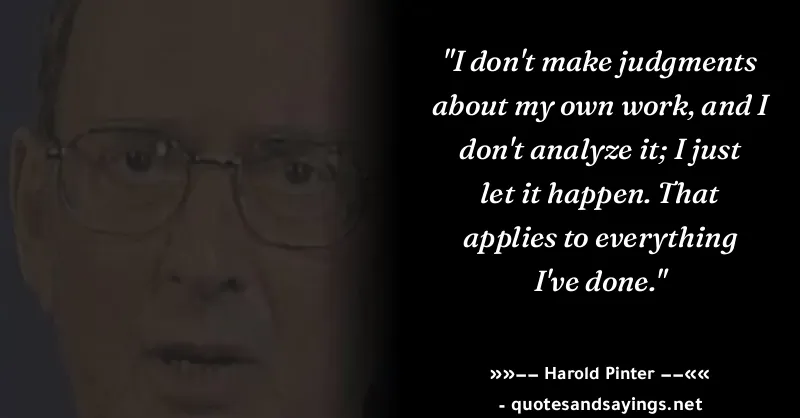 "I don't make judgments
about my own work, and I
don't analyze it; I just
let it happen. That
applies to everything
I've done."
»»−− Harold Pinter −−««
- quotesandsayings.net